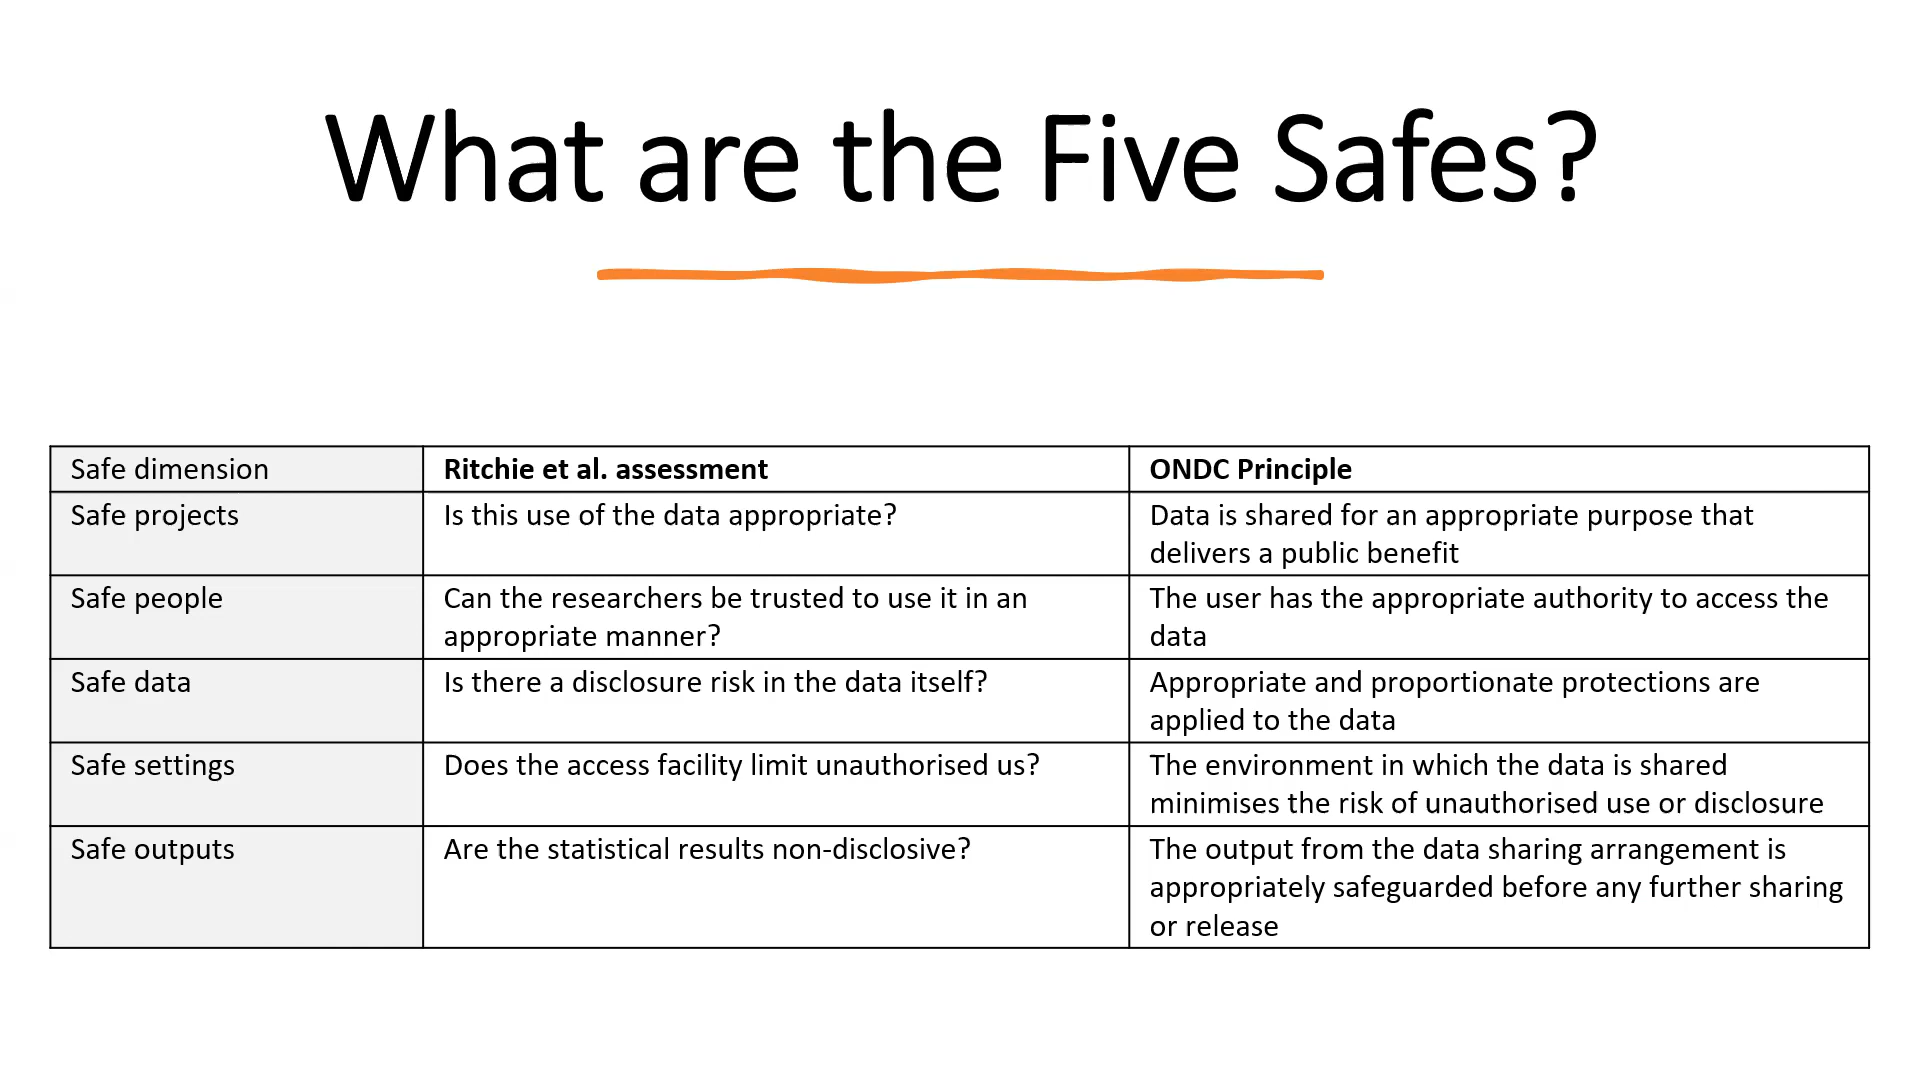 What are the Five Safes?
Safe dimension
Ritchie et al. assessment
ONDC Principle
Safe projects
Is this use of the data appropriate?
Data is shared for an appropriate purpose that
delivers a public benefit
Safe people
Can the researchers be trusted to use it in an
appropriate manner?
The user has the appropriate authority to access the
data
Safe data
Is there a disclosure risk in the data itself?
Appropriate and proportionate protections are
applied to the data
Safe settings
Does the access facility limit unauthorised us?
The environment in which the data is shared
minimises the risk of unauthorised use or disclosure
Safe outputs
Are the statistical results non-disclosive?
The output from the data sharing arrangement is
appropriately safeguarded before any further sharing
or release